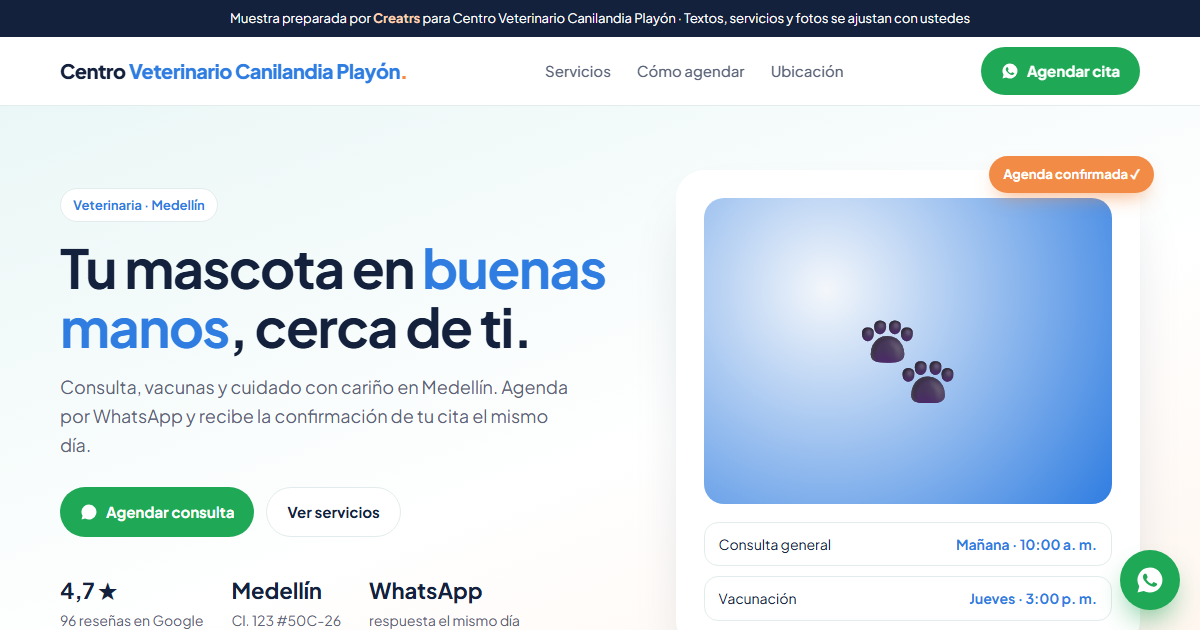 Muestra preparada por Creatrs para Centro Veterinario Canilandia Playón · Textos, servicios y fotos se ajustan con ustedes
Centro Veterinario Canilandia Playón.
Servicios
Cómo agendar
Ubicación
Agendar cita
Veterinaria · Medellín
Tu mascota en buenas
manos, cerca de ti.
Consulta, vacunas y cuidado con cariño en Medellín. Agenda
por WhatsApp y recibe la confirmación de tu cita el mismo
día.
Agendar consulta
Ver servicios
4,7 ★
96 reseñas en Google
Medellín
Cl. 123 #50C-26
WhatsApp
respuesta el mismo día
Agenda confirmada ✓
Consulta general
Mañana · 10:00 a. m.
Vacunación
Jueves · 3:00 p. m.